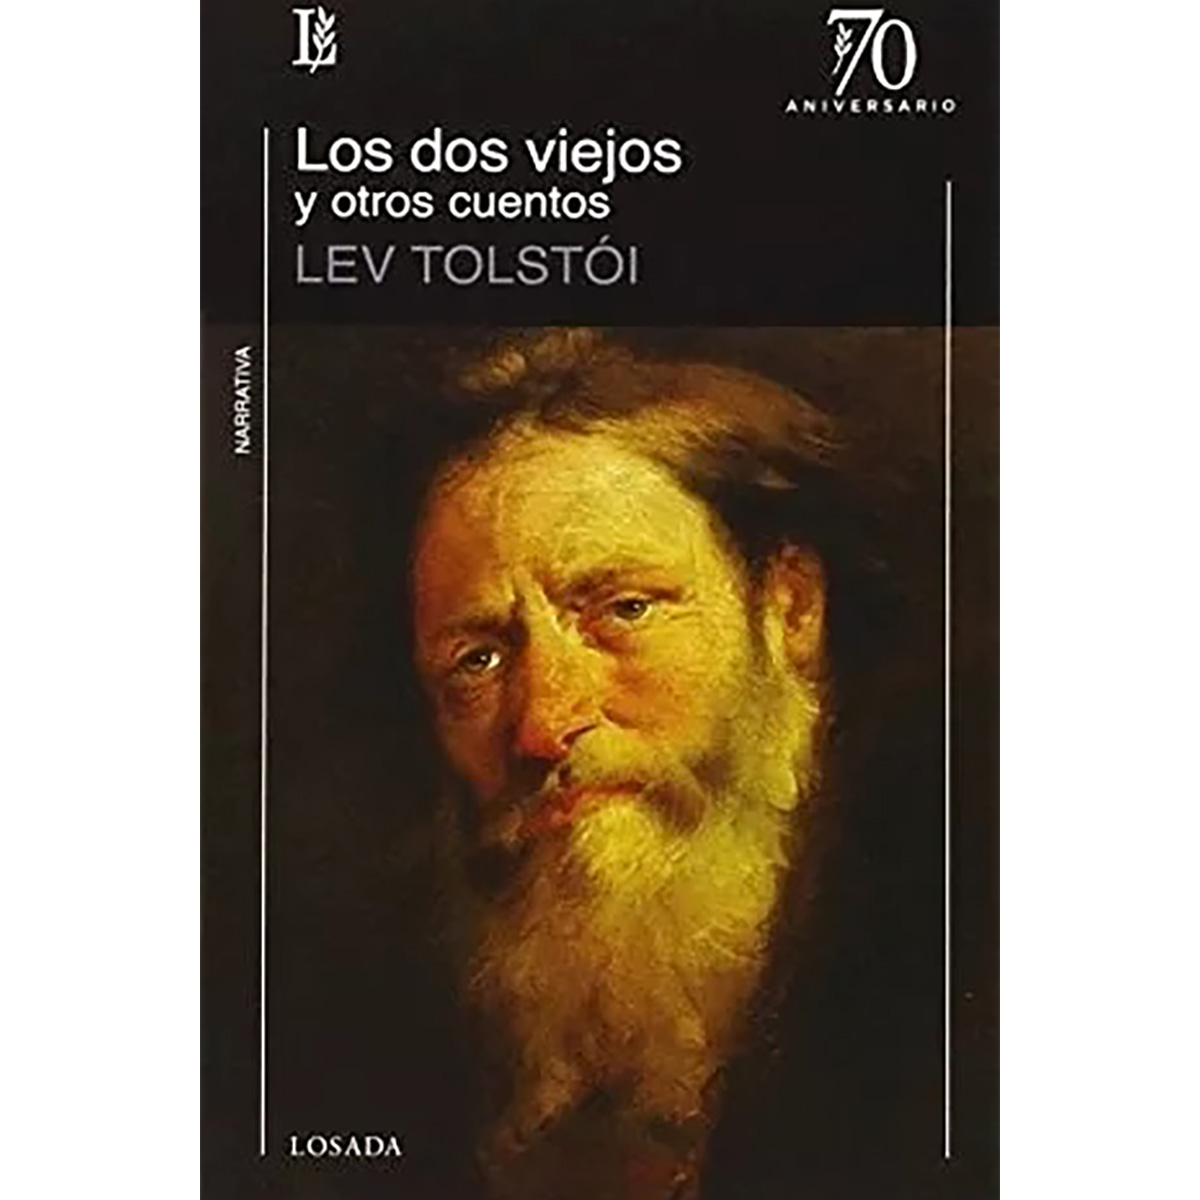 L
70
ANIVERSARIO
Los dos viejos
y otros cuentos
LEV TOLSTÓI
NARRATIVA
LOSADA